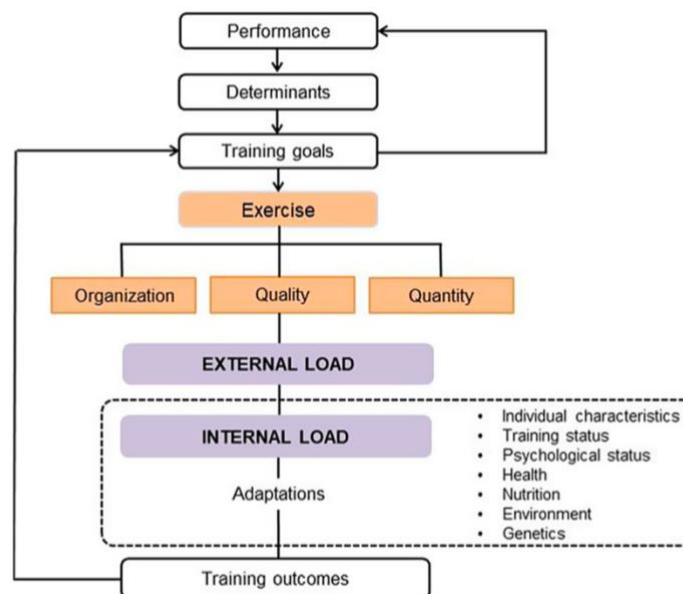 Performance
Determinants
Training goals
Exercise
Organization
Quality
Quantity
EXTERNAL LOAD
INTERNAL LOAD
Adaptations
• Individual characteristics
• Training status
• Psychological status
• Health
• Nutrition
• Environment
• Genetics
Training outcomes